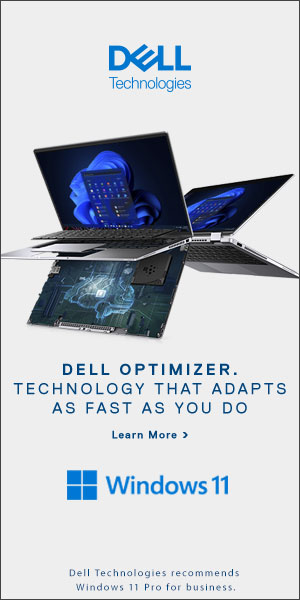 DELL
Technologies
DELL OPTIMIZER.
TECHNOLOGY THAT ADAPTS
AS FAST AS YOU DO
Learn More >
Windows 11
Dell Technologies recommends
Windows 11 Pro for business.